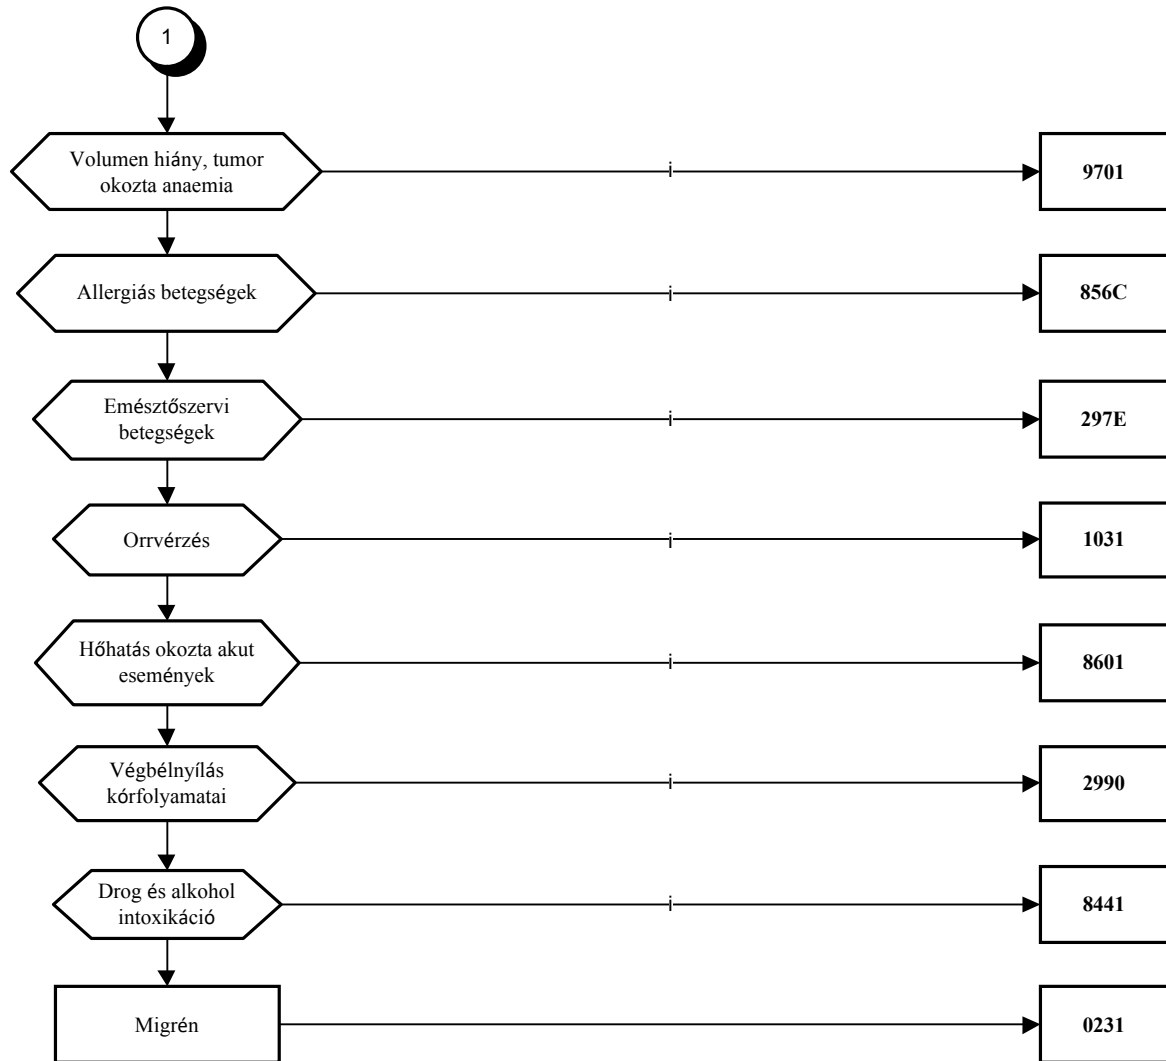 1
Volumen hiány, tumor
okozta anaemia
i
9701
Allergiás betegségek
i
856C
Emésztőszervi
betegségek
i
297E
Orrvérzés
i
1031
Hőhatás okozta akut
események
i
8601
Végbélnyílás
kórfolyamatai
i
2990
Drog és alkohol
intoxikáció
i
8441
Migrén
0231